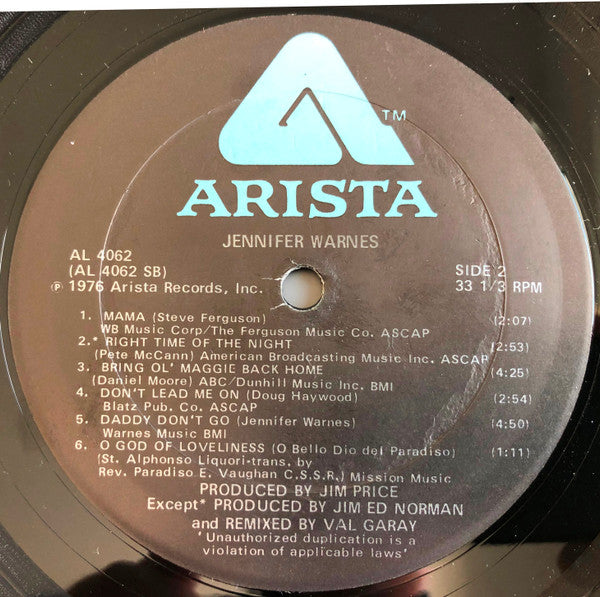 TM
ARISTA
JENNIFER WARNES
AL 4062
(AL 4062 SB)
℗ 1976 Arista Records, Inc.
SIDE 2
33 1/3 RPM
1. MAMA (Steve Ferguson)
WB Music Corp/The Ferguson Music Co. ASCAP (2:07)
2.* RIGHT TIME OF THE NIGHT
(Pete McCann) American Broadcasting Music Inc. ASCAP (2:53)
3. BRING OL' MAGGIE BACK HOME
(Daniel Moore) ABC/Dunhill Music Inc. BMI (4:25)
4. DON'T LEAD ME ON (Doug Haywood)
Blatz Pub. Co. ASCAP (2:54)
5. DADDY DON'T GO (Jennifer Warnes)
Warnes Music BMI (4:50)
6. O GOD OF LOVELINESS (O Bello Dio del Paradiso) (1:11)
(St. Alphonso Liquori-trans. by
Rev. Paradiso E. Vaughan C.S.S.R.) Mission Music
PRODUCED BY JIM PRICE
Except* PRODUCED BY JIM ED NORMAN
and REMIXED BY VAL GARAY
'Unauthorized duplication is a
violation of applicable laws'